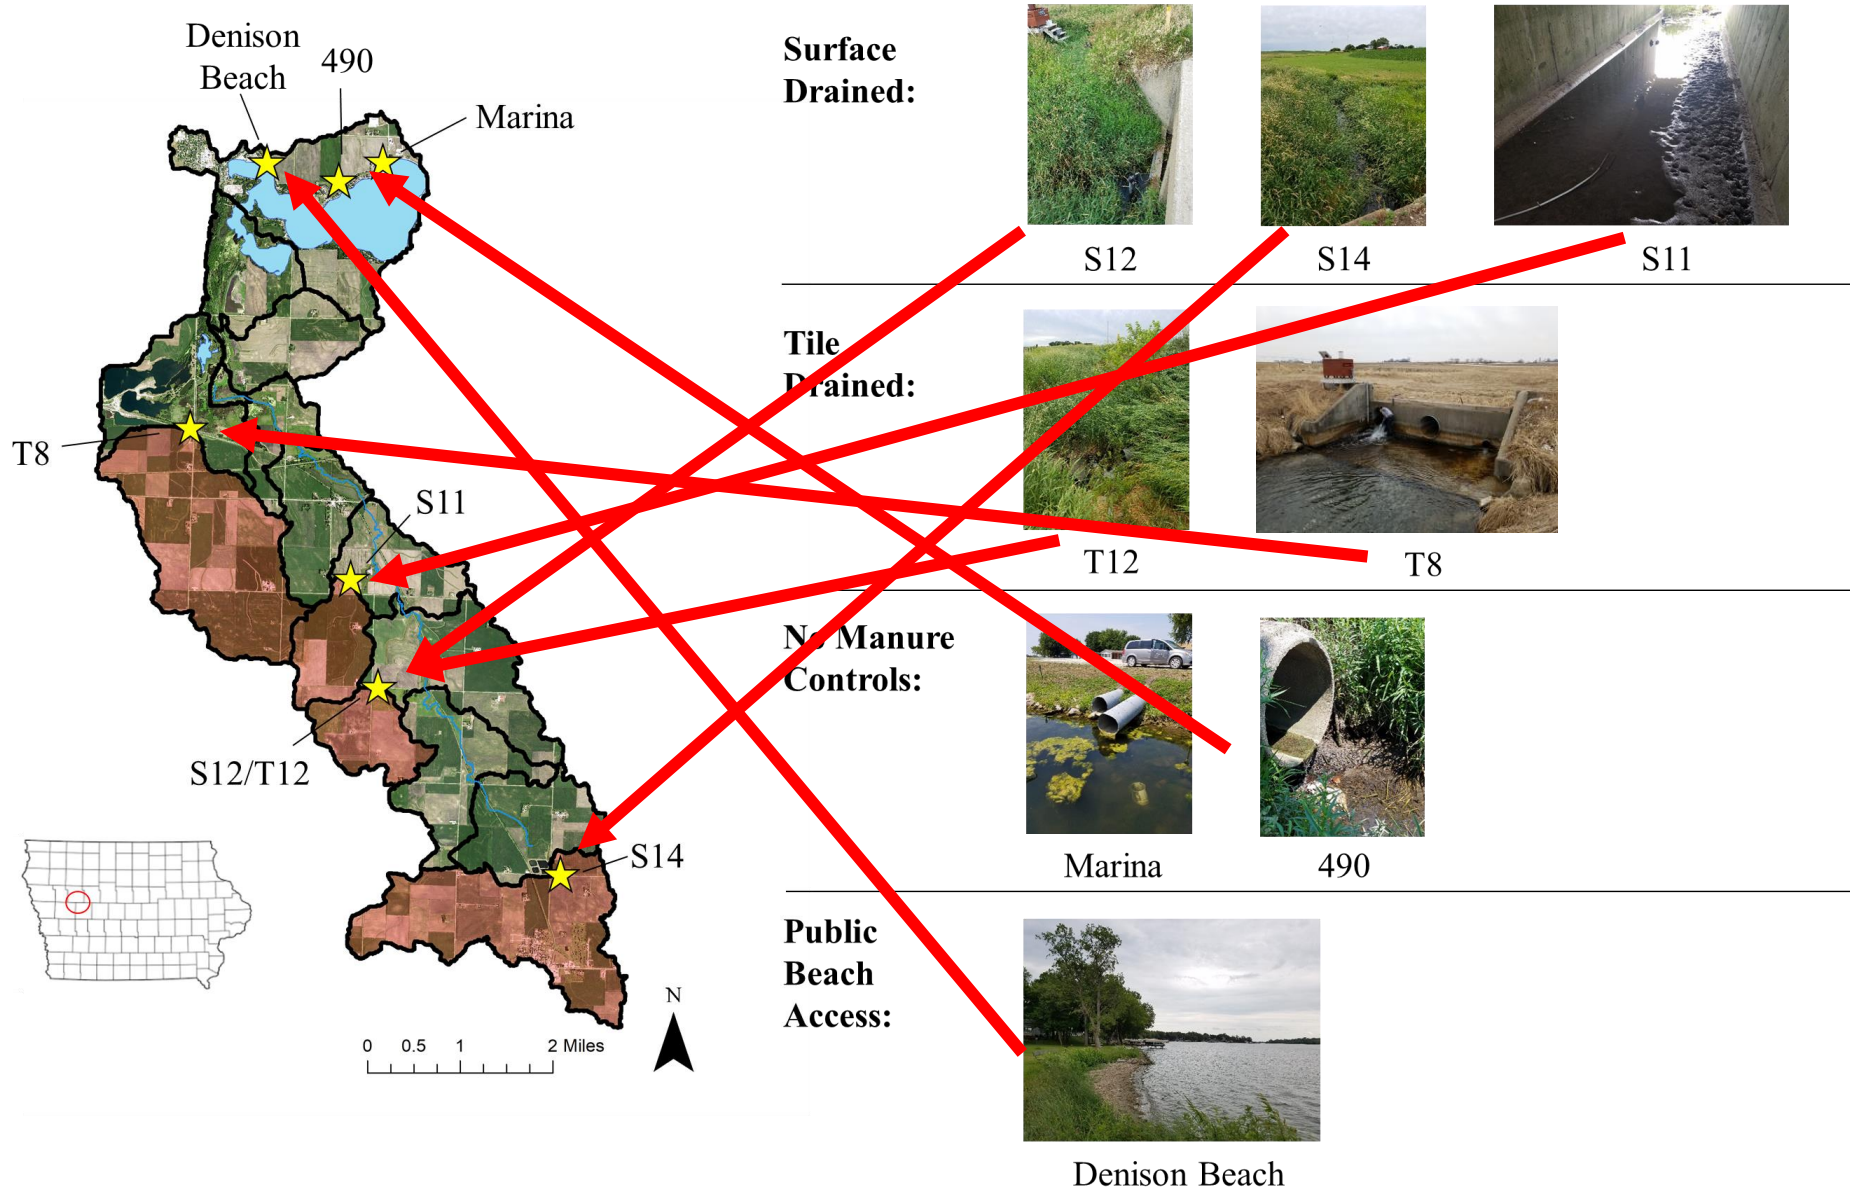 Denison
Beach
490
Marina
T8
S11
S12/T12
S14
0 0.5 1 2 Miles
N
Surface
Drained:
S12 S14 S11
Tile
Drained:
T12 T8
No Manure
Controls:
Marina 490
Public
Beach
Access:
Denison Beach